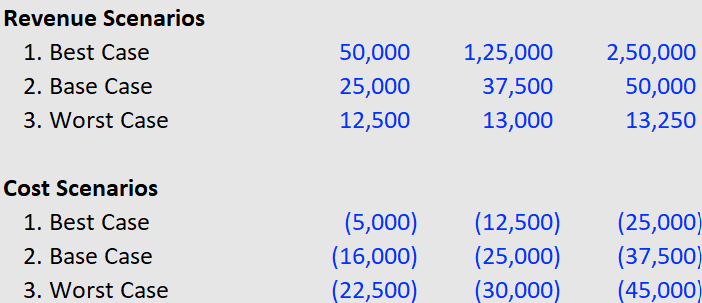 Revenue Scenarios
1. Best Case 50,000 1,25,000 2,50,000
2. Base Case 25,000 37,500 50,000
3. Worst Case 12,500 13,000 13,250
Cost Scenarios
1. Best Case (5,000) (12,500) (25,000)
2. Base Case (16,000) (25,000) (37,500)
3. Worst Case (22,500) (30,000) (45,000)